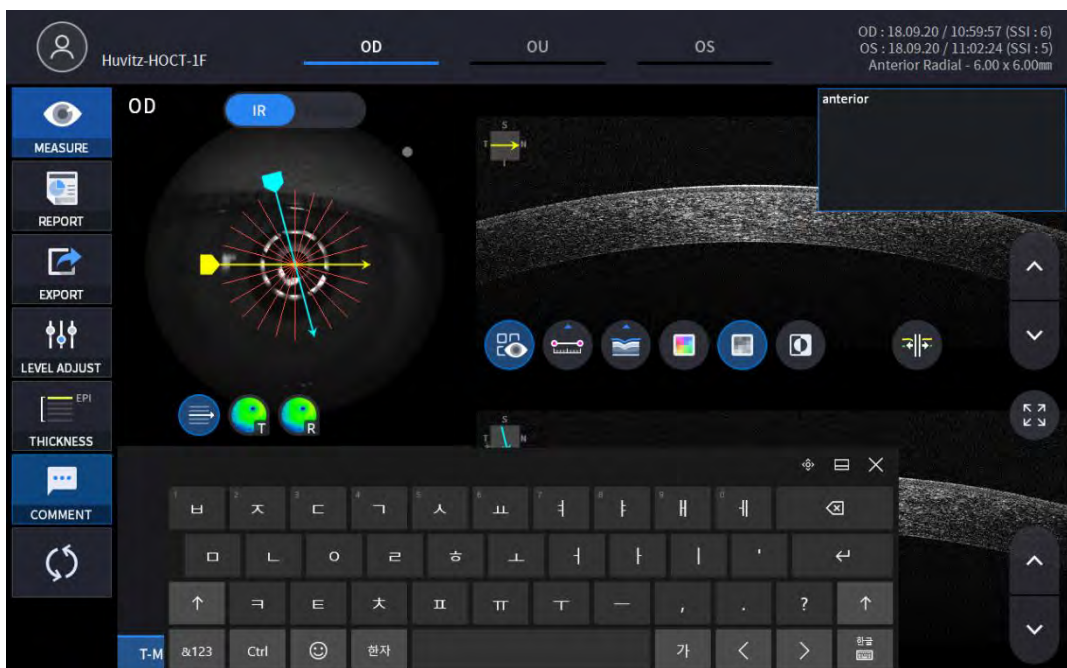 Huvitz-HOCT-1F
OD
OU
OS
OD : 18.09.20 / 10:59:57 (SSI : 6)
OS : 18.09.20 / 11:02:24 (SSI : 5)
Anterior Radial - 6.00 x 6.00mm
MEASURE
REPORT
EXPORT
LEVEL ADJUST
EPI
THICKNESS
COMMENT
OD
IR
T
R
S
T
N
I
anterior
S
T
N
1 2 3 4 5 6 7 8 9 0
ㅂ ㅈ ㄷ ㄱ ㅅ ㅛ ㅕ ㅑ ㅐ ㅔ
ㅁ ㄴ ㅇ ㄹ ㅎ ㅗ ㅓ ㅏ ㅣ '
ㅋ ㅌ ㅊ ㅍ ㅠ ㅜ ㅡ , . ?
&123 Ctrl 한자 가 한글
T-M